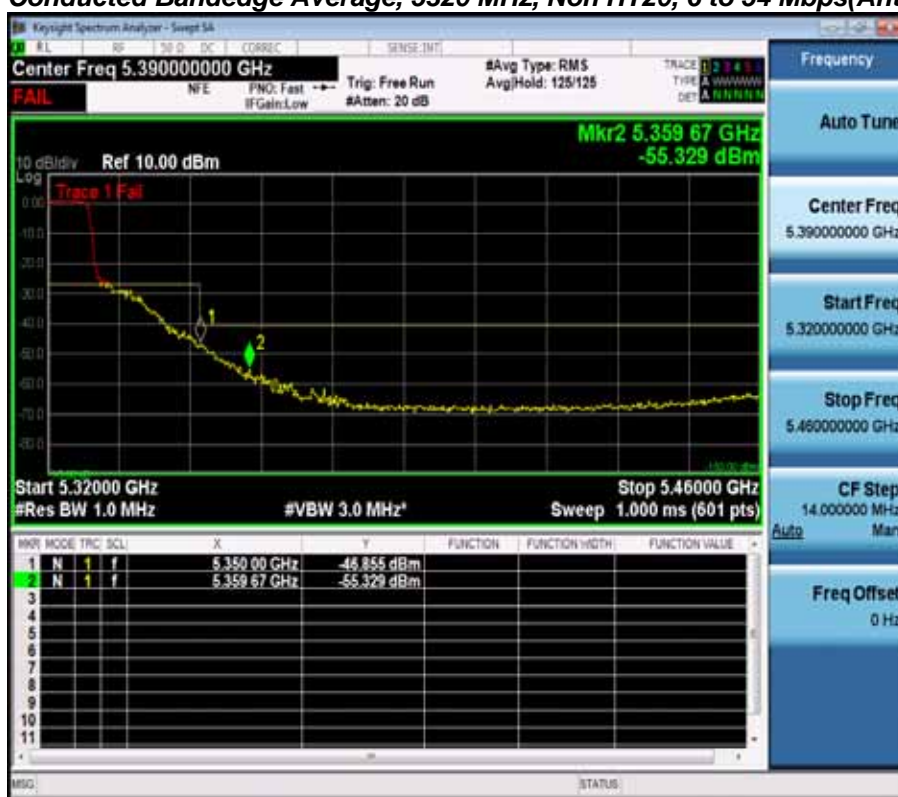 Conducted Bandedge Average, 5320 MHz, Non HT20, 6 to 54 Mbps(Ant
Keysight Spectrum Analyzer - Swept SA
RL RF 50 Ω DC CORREC SENSE:INT
Center Freq 5.390000000 GHz
NFE PNO: Fast IFGain:Low
Trig: Free Run
#Atten: 20 dB
#Avg Type: RMS
Avg|Hold: 125/125
TRACE 1 2 3 4 5 6
TYPE A WWWWW
DET A N N N N N
FAIL
Mkr2 5.359 67 GHz
-55.329 dBm
10 dB/div Ref 10.00 dBm
Log
Trace 1 Fail
0.00
-10.0
-20.0
-30.0
-40.0
-50.0
-60.0
-70.0
-80.0
1
2
Start 5.32000 GHz Stop 5.46000 GHz
#Res BW 1.0 MHz #VBW 3.0 MHz* Sweep 1.000 ms (601 pts)
MKR MODE TRC SCL X Y FUNCTION FUNCTION WIDTH FUNCTION VALUE
1 N 1 f 5.350 00 GHz -46.855 dBm
2 N 1 f 5.359 67 GHz -55.329 dBm
3
4
5
6
7
8
9
10
11
MSG STATUS
Frequency
Auto Tune
Center Freq
5.390000000 GHz
Start Freq
5.320000000 GHz
Stop Freq
5.460000000 GHz
CF Step
14.000000 MHz
Auto Man
Freq Offset
0 Hz